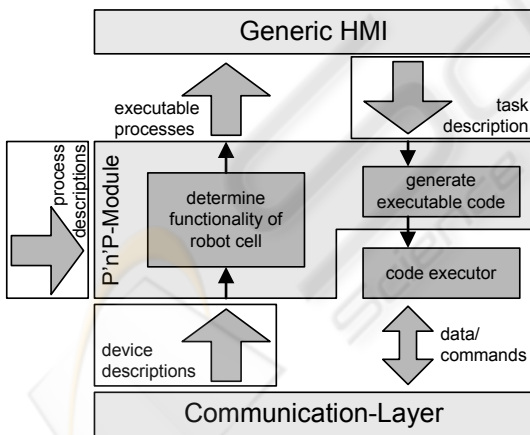 Generic HMI
executable
processes
task
description
process
descriptions
P'n'P-Module
determine
functionality of
robot cell
generate
executable code
code executor
device
descriptions
data/
commands
Communication-Layer
Science